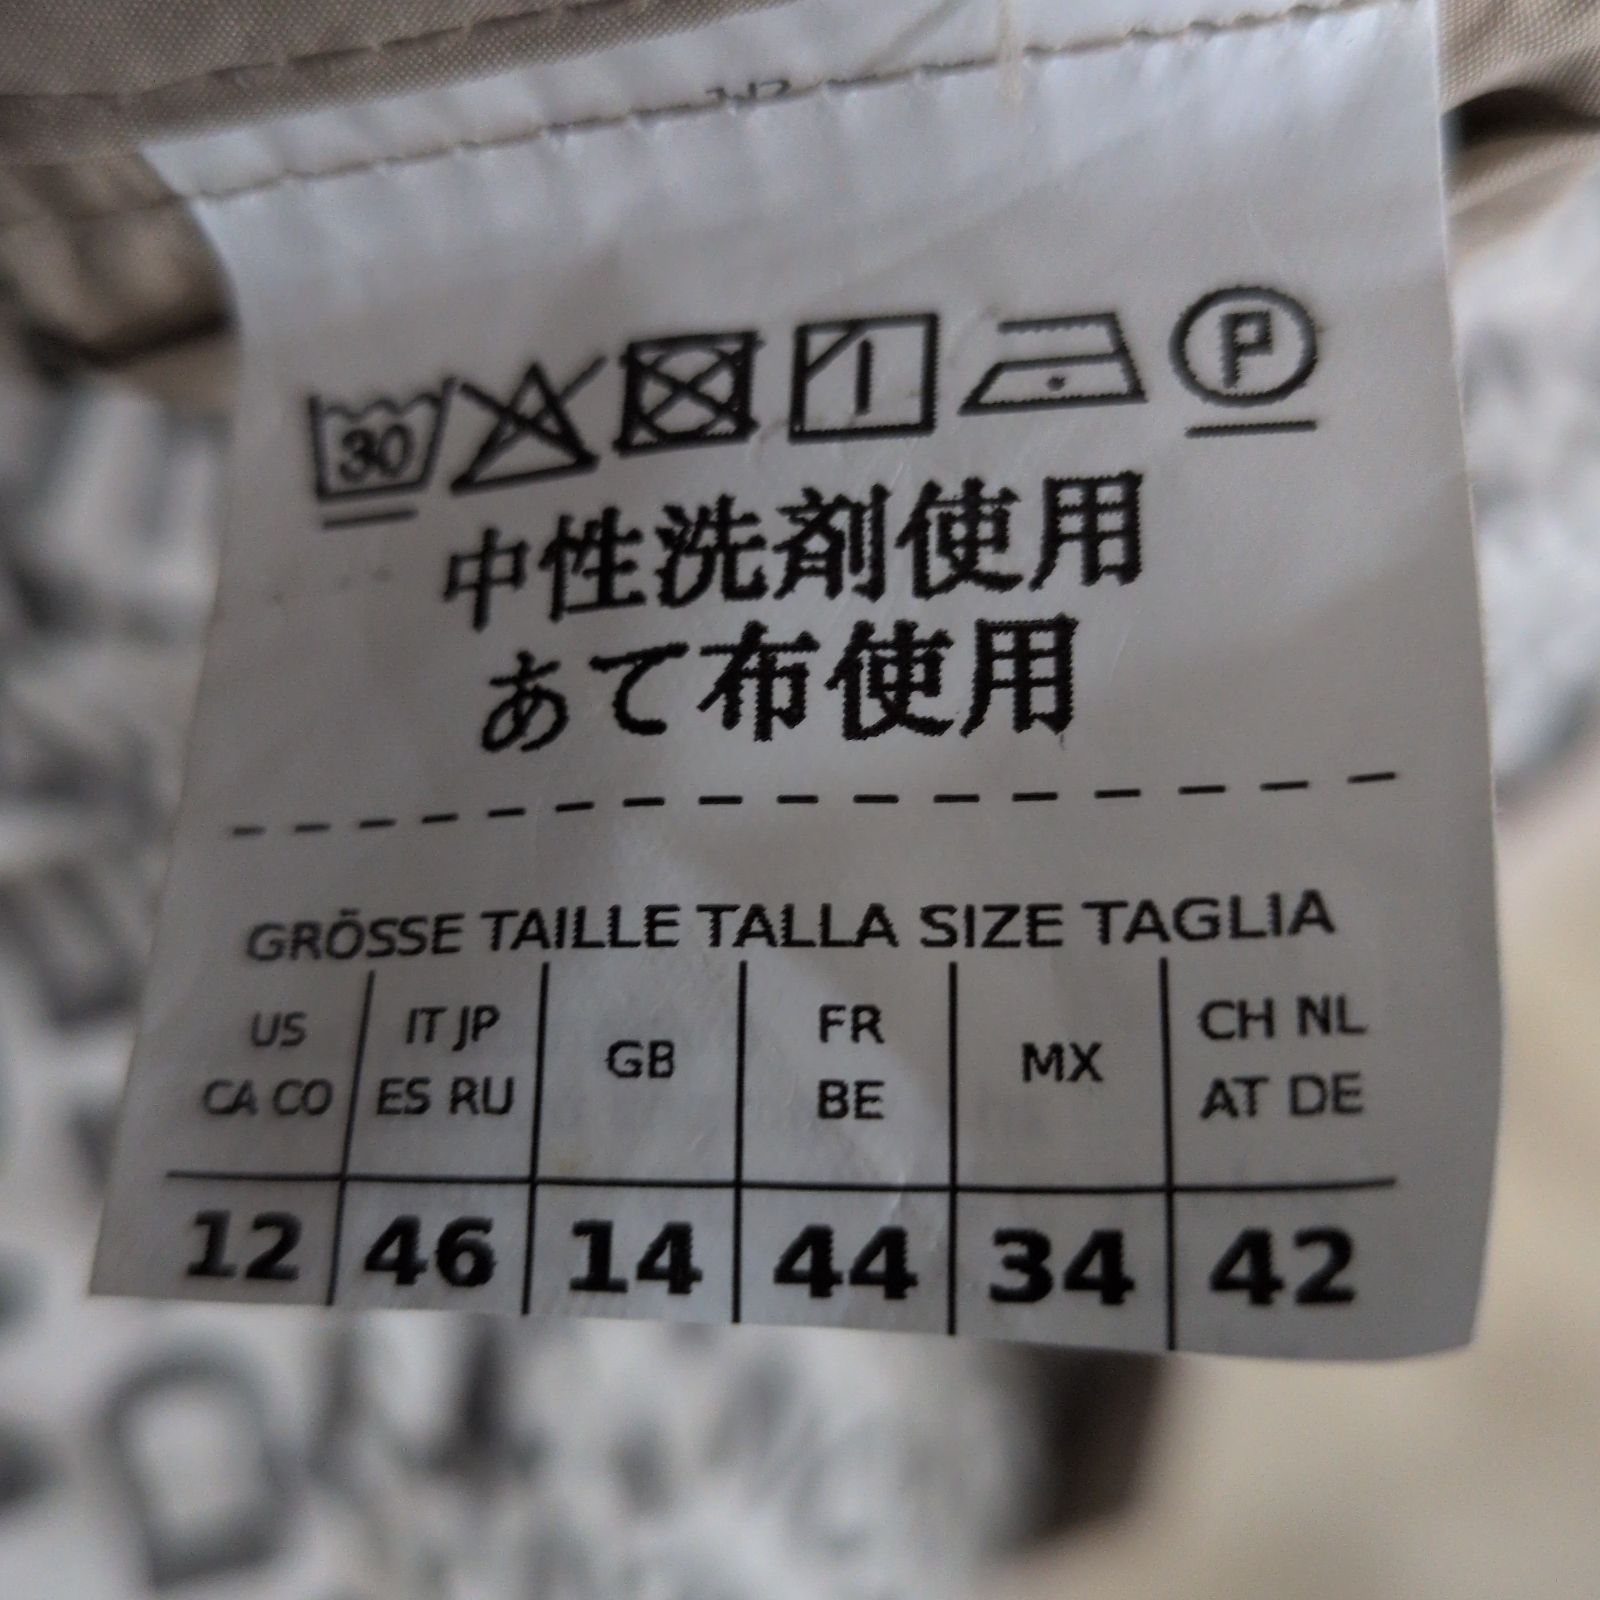 30
P
中性洗剤使用
あて布使用
GRÖSSE TAILLE TALLA SIZE TAGLIA
US CA CO
IT JP ES RU
GB
FR BE
MX
CH NL AT DE
12 46 14 44 34 42